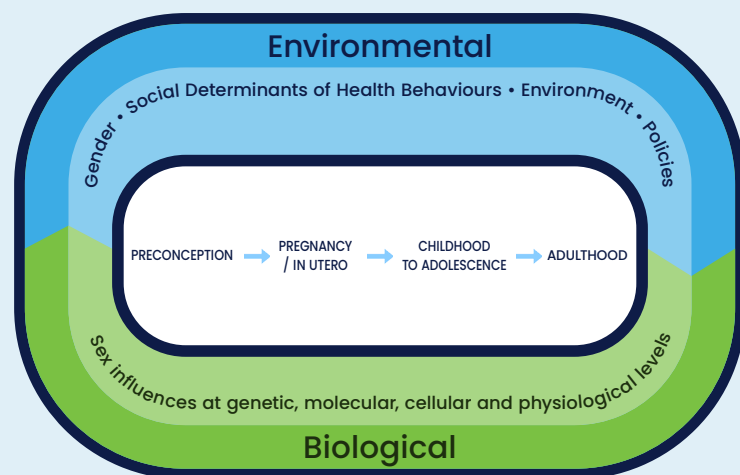 Environmental
Gender • Social Determinants of Health Behaviours • Environment • Policies
PRECONCEPTION
PREGNANCY
/ IN UTERO
CHILDHOOD
TO ADOLESCENCE
ADULTHOOD
Sex influences at genetic, molecular, cellular and physiological levels
Biological